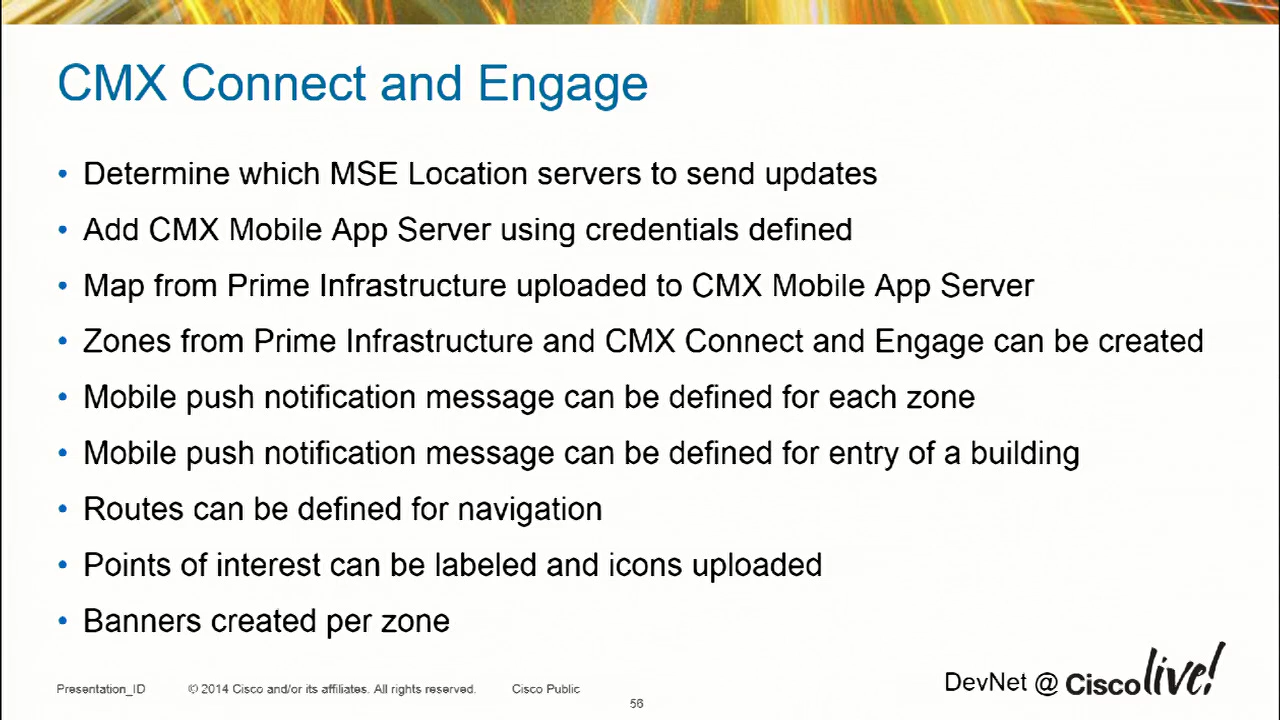 CMX Connect and Engage
• Determine which MSE Location servers to send updates
• Add CMX Mobile App Server using credentials defined
• Map from Prime Infrastructure uploaded to CMX Mobile App Server
• Zones from Prime Infrastructure and CMX Connect and Engage can be created
• Mobile push notification message can be defined for each zone
• Mobile push notification message can be defined for entry of a building
• Routes can be defined for navigation
• Points of interest can be labeled and icons uploaded
• Banners created per zone
Presentation_ID © 2014 Cisco and/or its affiliates. All rights reserved. Cisco Public
56
DevNet @ Cisco live!